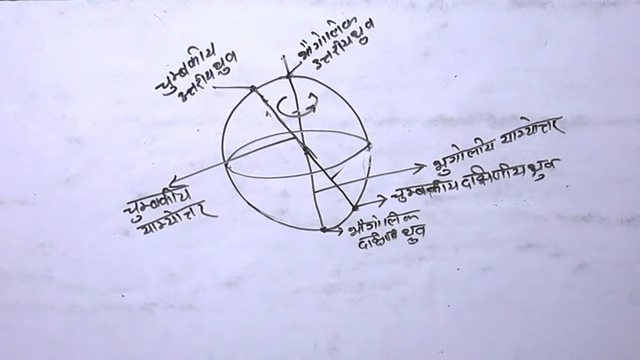 चुम्बकीय
उत्तरीय ध्रुव
भौगोलिक
उत्तरीय ध्रुव
भुगोलीय याम्योत्तर
चुम्बकीय दक्षिणीय ध्रुव
चुम्बकीय
याम्योत्तर
भौगोलिक
दक्षिणी ध्रुव